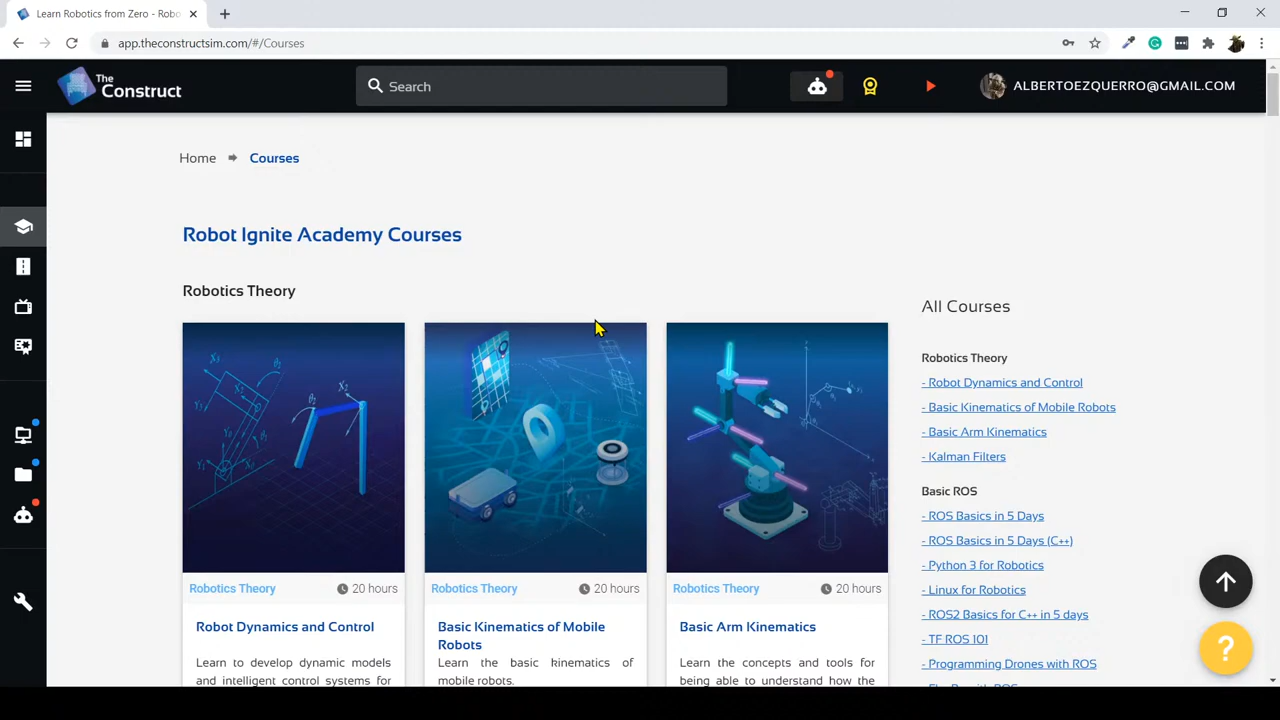 Learn Robotics from Zero - Robo
app.theconstructsim.com/#/Courses
The Construct
Search
ALBERTOEZQUERRO@GMAIL.COM
Home
Courses
Robot Ignite Academy Courses
Robotics Theory
Robotics Theory
20 hours
Robot Dynamics and Control
Learn to develop dynamic models
and intelligent control systems for
Robotics Theory
20 hours
Basic Kinematics of Mobile
Robots
Learn the basic kinematics of
mobile robots.
Robotics Theory
20 hours
Basic Arm Kinematics
Learn the concepts and tools for
being able to understand how the
All Courses
Robotics Theory
- Robot Dynamics and Control
- Basic Kinematics of Mobile Robots
- Basic Arm Kinematics
- Kalman Filters
Basic ROS
- ROS Basics in 5 Days
- ROS Basics in 5 Days (C++)
- Python 3 for Robotics
- Linux for Robotics
- ROS2 Basics for C++ in 5 days
- TF ROS 101
- Programming Drones with ROS
?